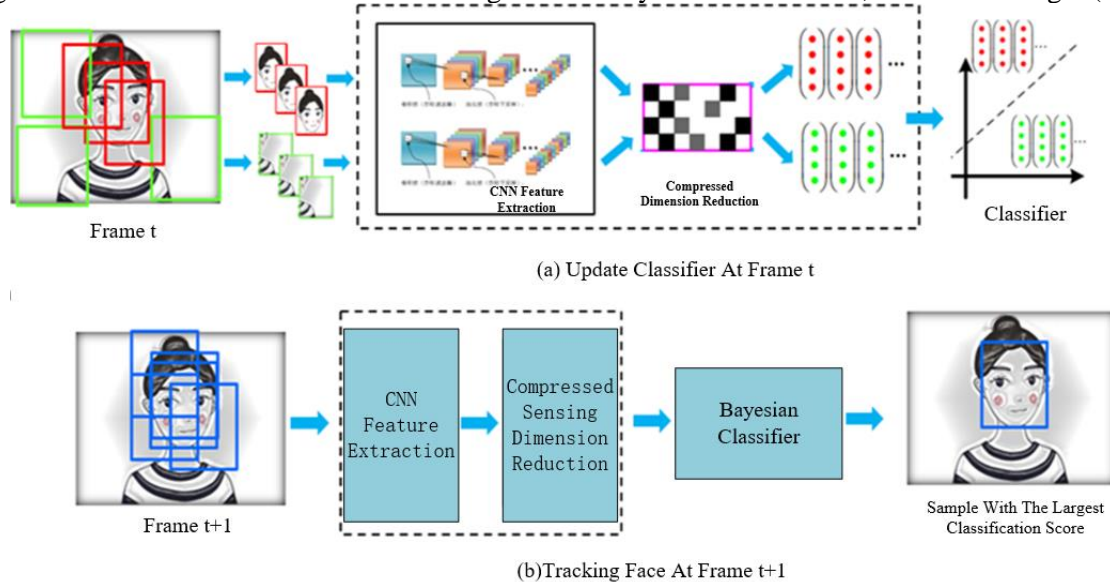 Frame t
CNN Feature
Extraction
Compressed
Dimension Reduction
...
...
...
...
Classifier
(a) Update Classifier At Frame t
Frame t+1
CNN
Feature
Extraction
Compressed
Sensing
Dimension
Reduction
Bayesian
Classifier
Sample With The Largest
Classification Score
(b)Tracking Face At Frame t+1